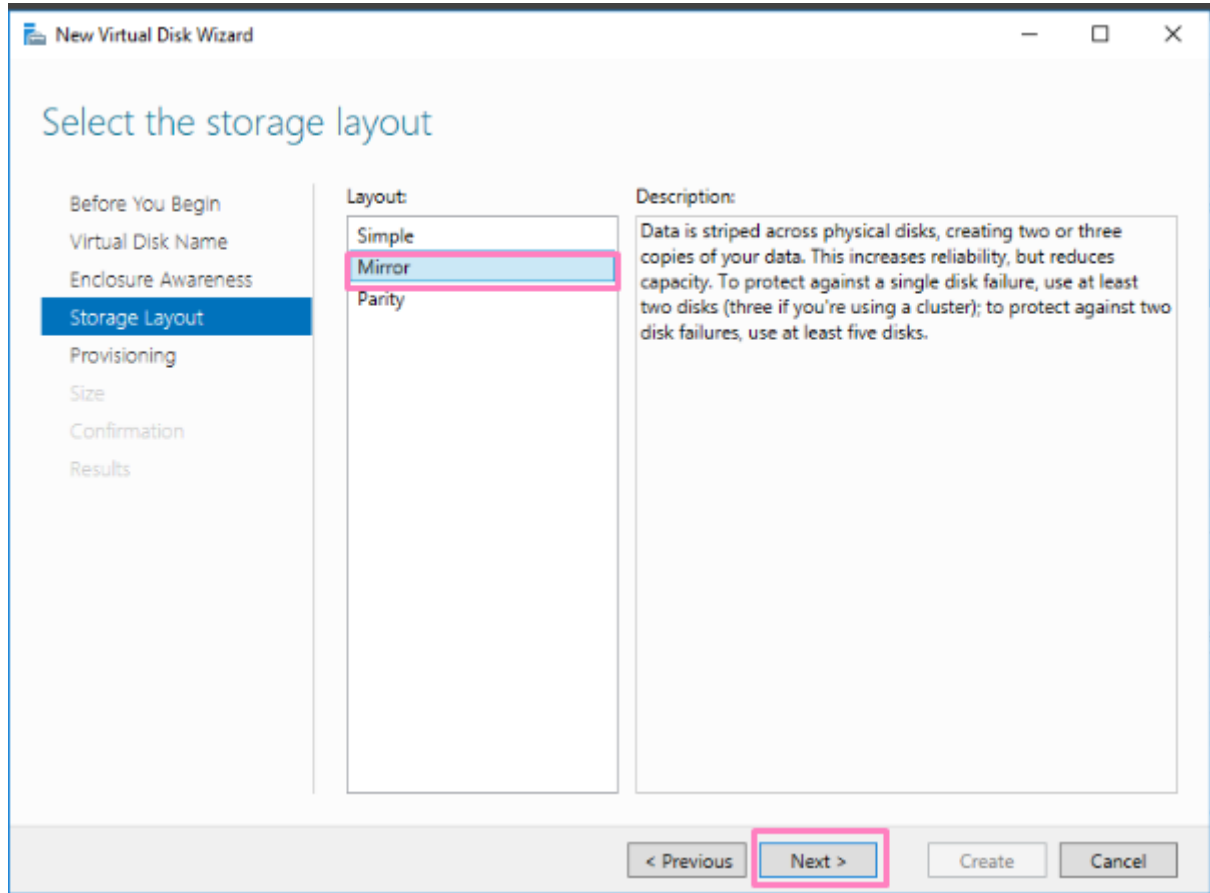 New Virtual Disk Wizard
Select the storage layout
Before You Begin
Virtual Disk Name
Enclosure Awareness
Storage Layout
Provisioning
Size
Confirmation
Results
Layout:
Simple
Mirror
Parity
Description:
Data is striped across physical disks, creating two or three
copies of your data. This increases reliability, but reduces
capacity. To protect against a single disk failure, use at least
two disks (three if you're using a cluster); to protect against two
disk failures, use at least five disks.
< Previous
Next >
Create
Cancel